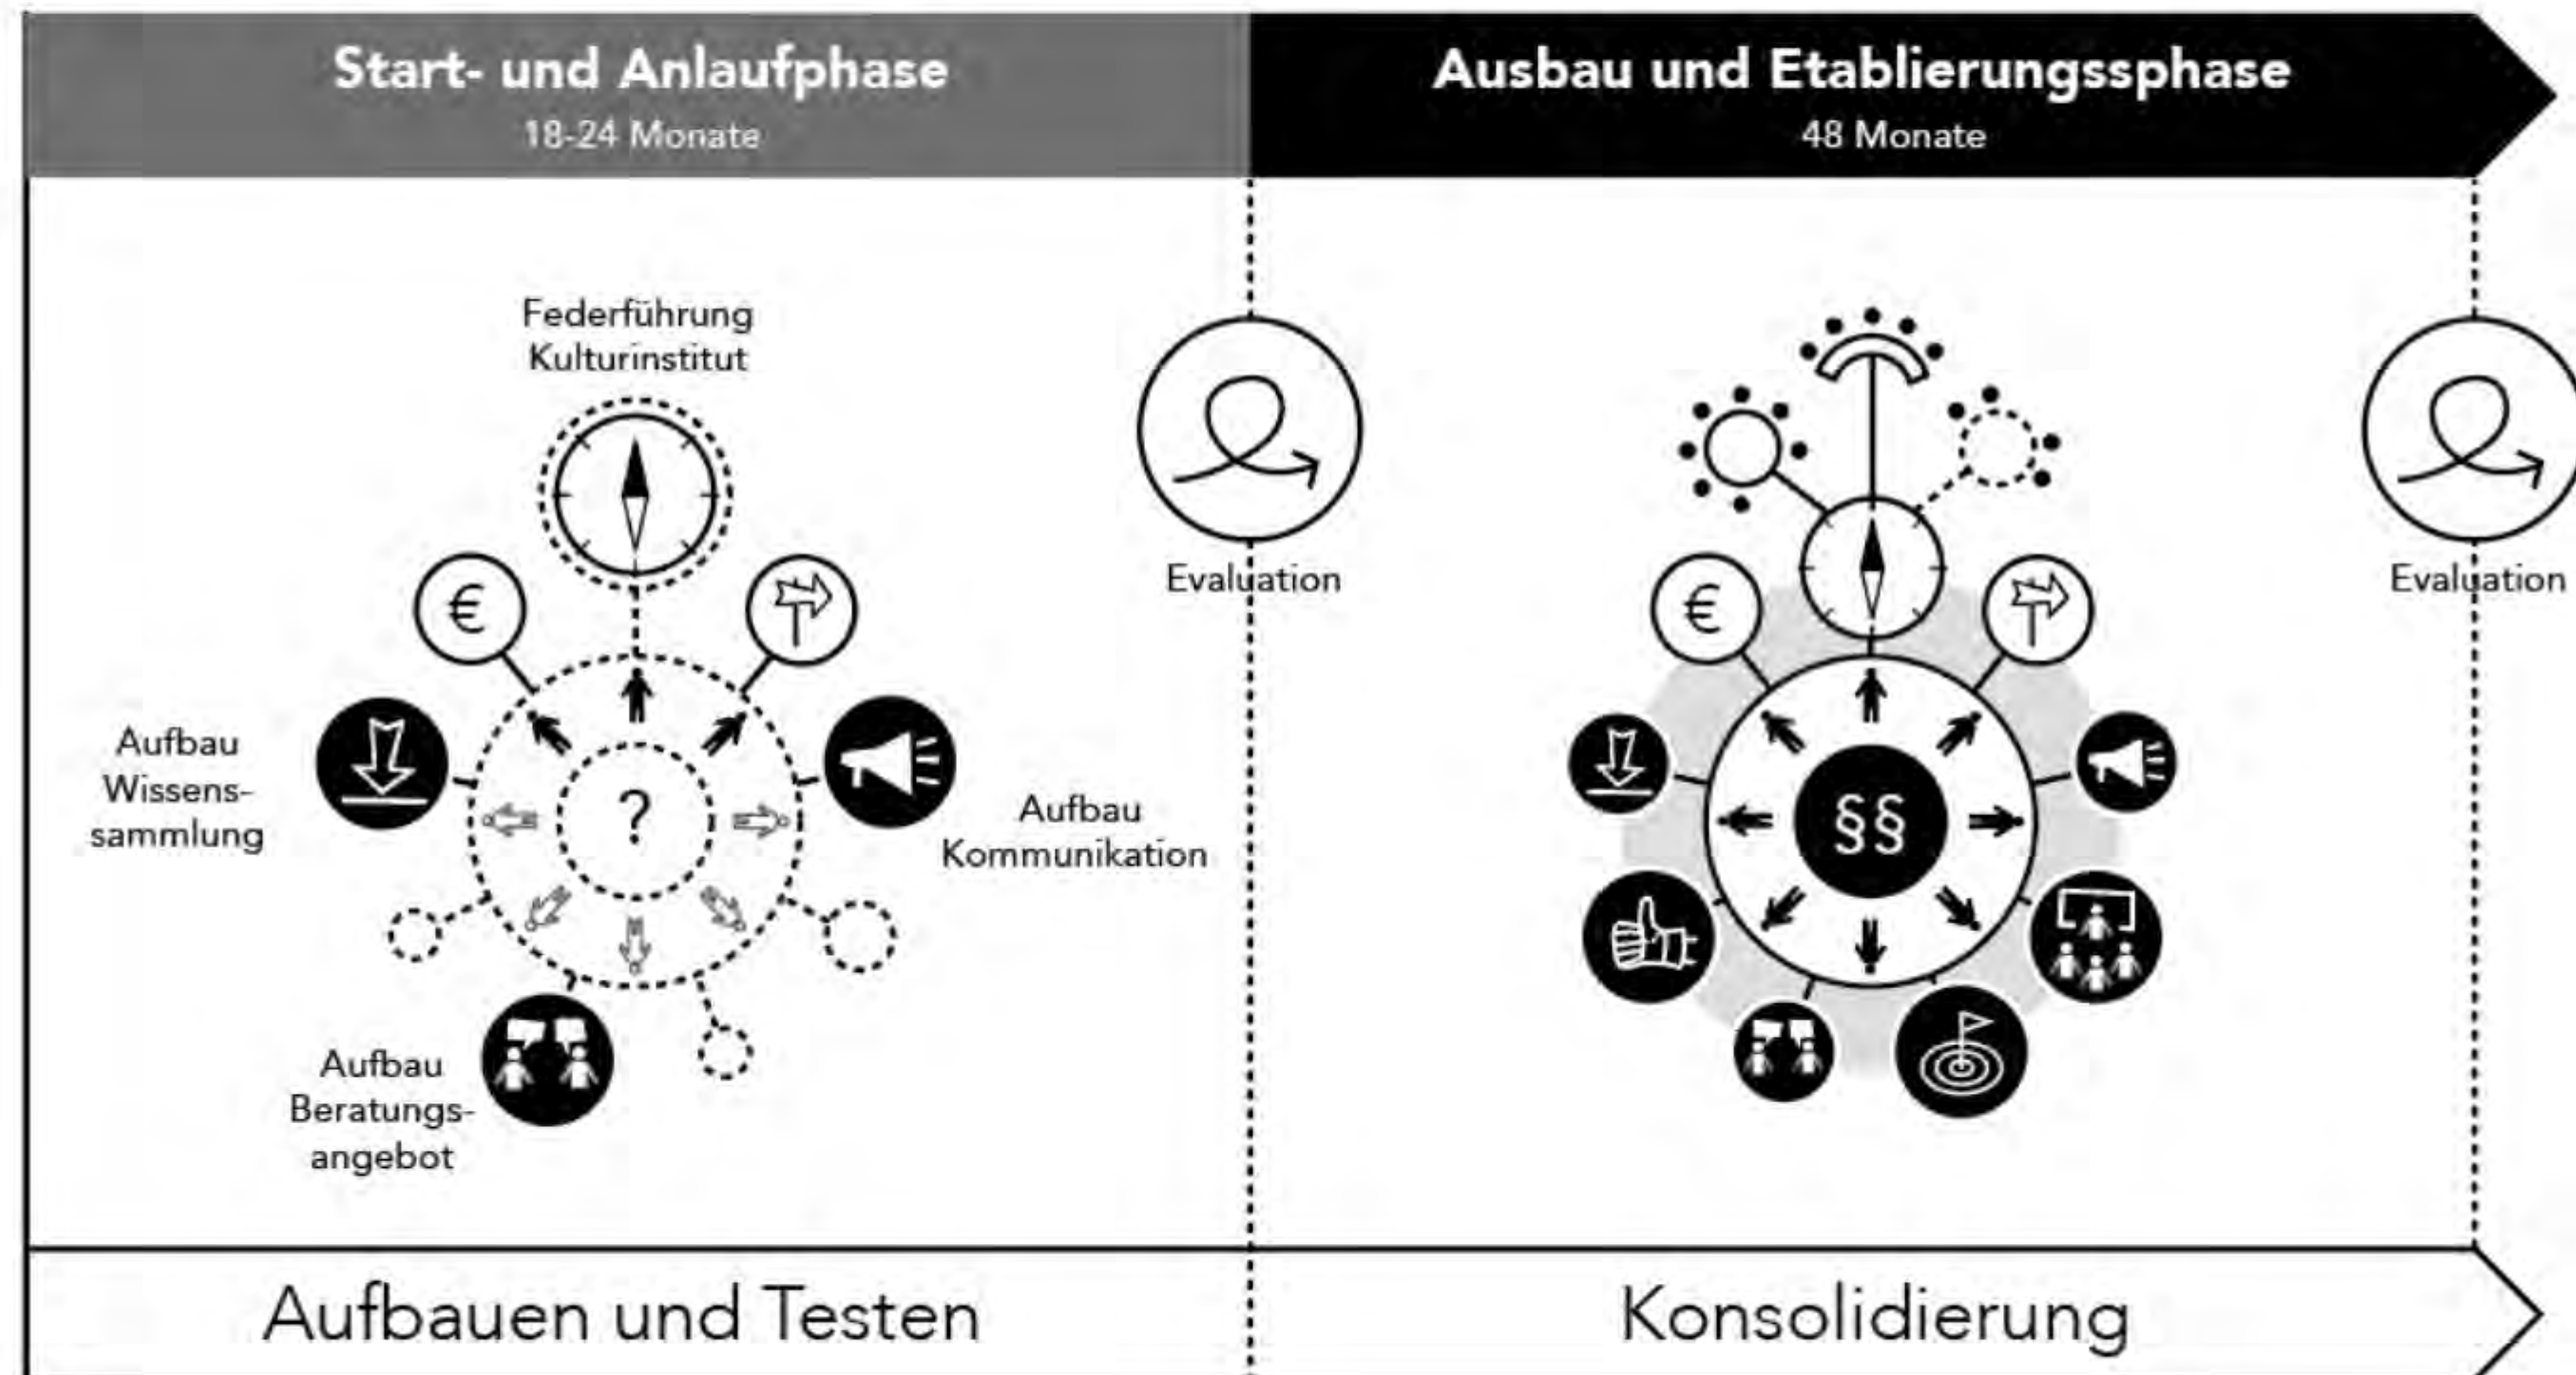 Start- und Anlaufphase
18-24 Monate
Ausbau und Etablierungssphase
48 Monate
Federführung
Kulturinstitut
€
Aufbau
Wissens-
sammlung
?
Aufbau
Kommunikation
Aufbau
Beratungs-
angebot
Evaluation
€
§§
Evaluation
Aufbauen und Testen
Konsolidierung